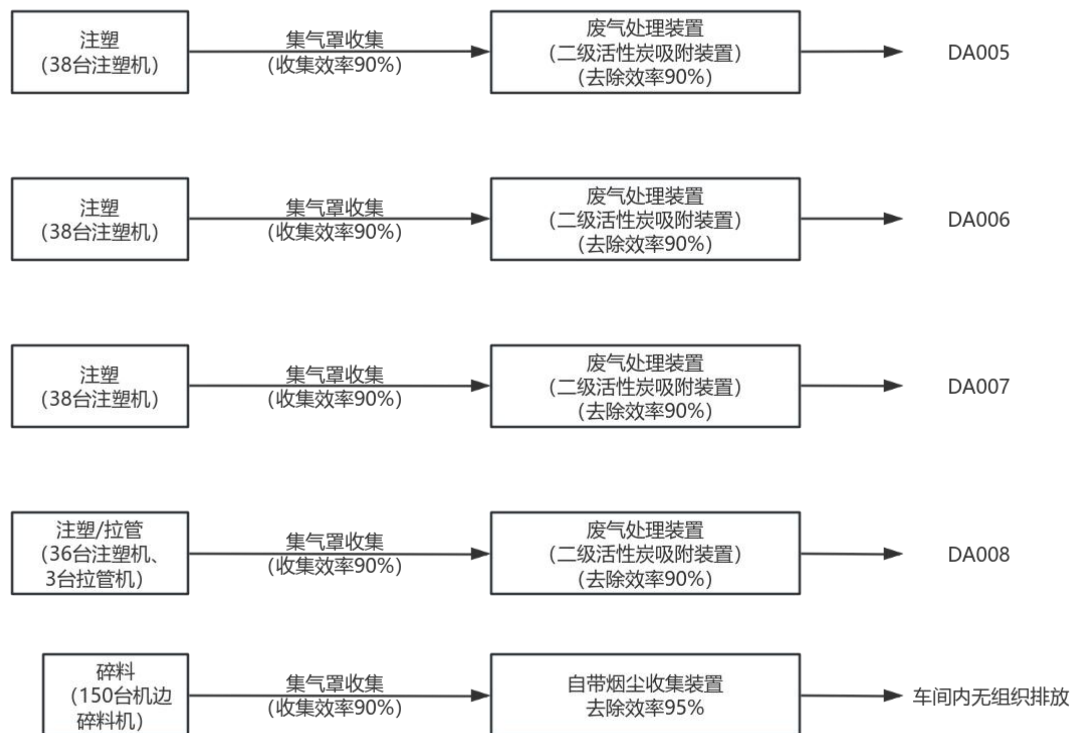 注塑
（38台注塑机）
集气罩收集
（收集效率90%）
废气处理装置
（二级活性炭吸附装置）
（去除效率90%）
DA005
注塑
（38台注塑机）
集气罩收集
（收集效率90%）
废气处理装置
（二级活性炭吸附装置）
（去除效率90%）
DA006
注塑
（38台注塑机）
集气罩收集
（收集效率90%）
废气处理装置
（二级活性炭吸附装置）
（去除效率90%）
DA007
注塑/拉管
（36台注塑机、
3台拉管机）
集气罩收集
（收集效率90%）
废气处理装置
（二级活性炭吸附装置）
（去除效率90%）
DA008
碎料
（150台机边
碎料机）
集气罩收集
（收集效率90%）
自带烟尘收集装置
去除效率95%
车间内无组织排放